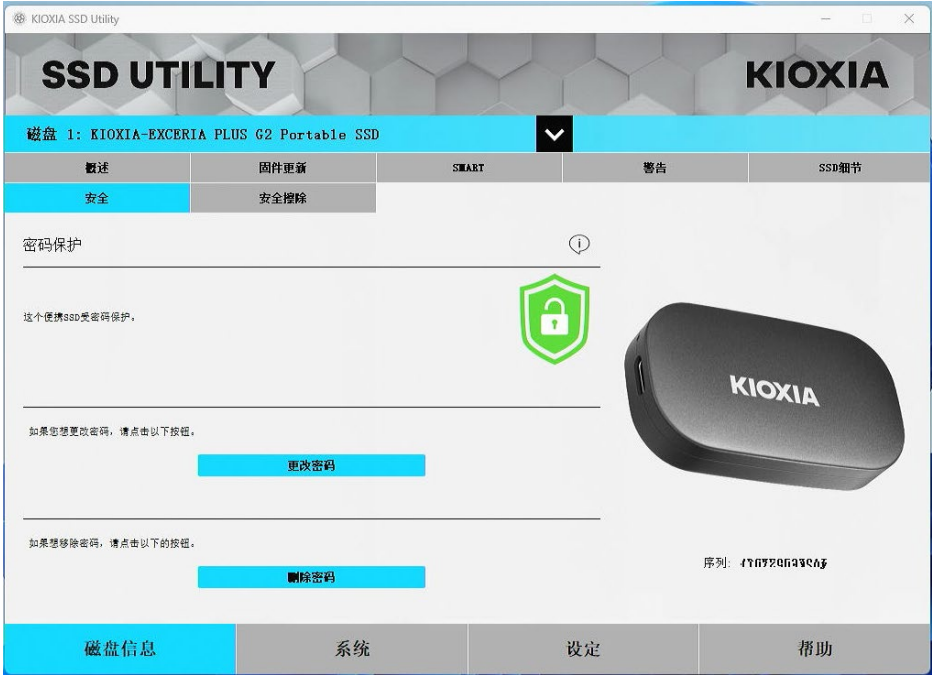 KIOXIA SSD Utility
SSD UTILITY
KIOXIA
磁盘 1: KIOXIA-EXCERIA PLUS G2 Portable SSD
概述 固件更新 SMART 警告 SSD细节
安全 安全擦除
密码保护
这个便携SSD受密码保护。
KIOXIA
如果您想更改密码，请点击以下按钮。
更改密码
如果想移除密码，请点击以下的按钮。
序列:
删除密码
磁盘信息 系统 设定 帮助